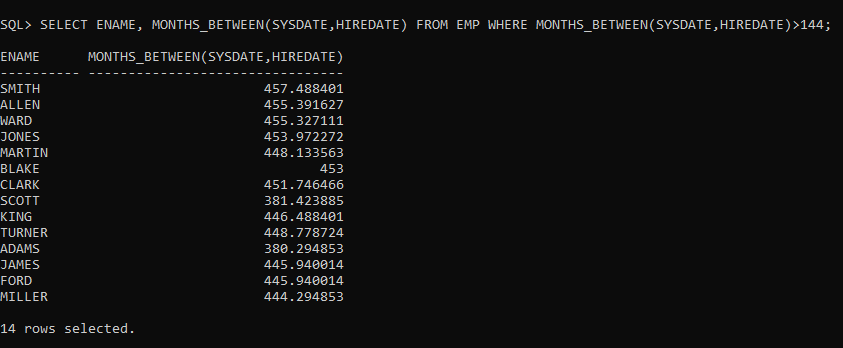 SQL> SELECT ENAME, MONTHS_BETWEEN(SYSDATE,HIREDATE) FROM EMP WHERE MONTHS_BETWEEN(SYSDATE,HIREDATE)>144;
ENAME      MONTHS_BETWEEN(SYSDATE,HIREDATE)
---------- --------------------------------
SMITH                            457.488401
ALLEN                            455.391627
WARD                             455.327111
JONES                            453.972272
MARTIN                           448.133563
BLAKE                                   453
CLARK                            451.746466
SCOTT                            381.423885
KING                             446.488401
TURNER                           448.778724
ADAMS                            380.294853
JAMES                            445.940014
FORD                             445.940014
MILLER                           444.294853
14 rows selected.